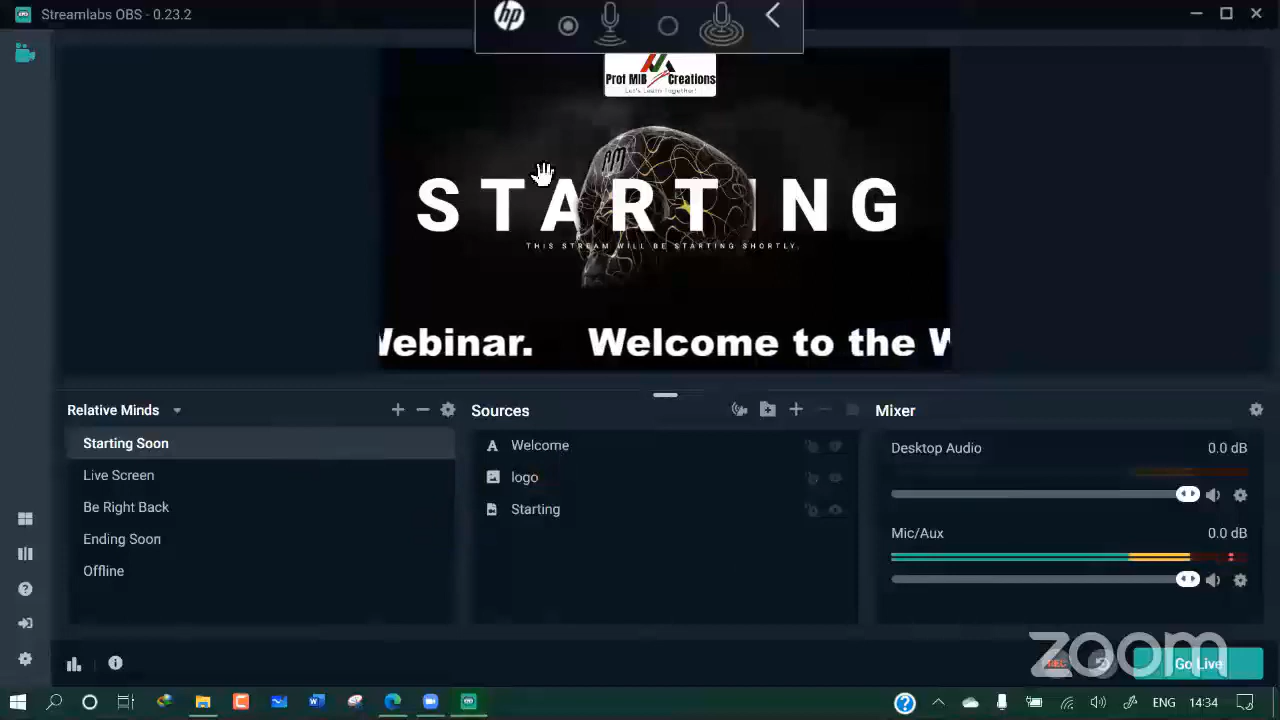 Streamlabs OBS - 0.23.2
hp
Prof MIB Creations
Let's Learn Together!
STARTING
THIS STREAM WILL BE STARTING SHORTLY.
Webinar. Welcome to the W
Relative Minds
Sources
Mixer
Starting Soon
Live Screen
Be Right Back
Ending Soon
Offline
Welcome
logo
Starting
Desktop Audio 0.0 dB
Mic/Aux 0.0 dB
REC
Go Live
zoom
ENG 14:34